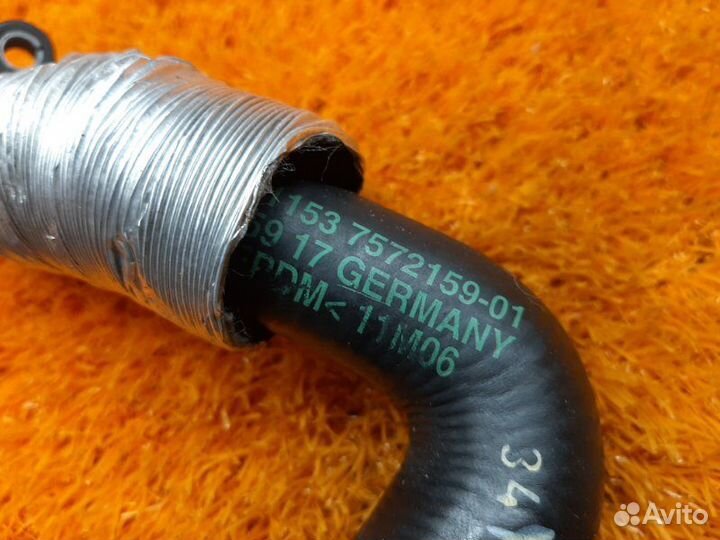 153 7572159-01
59 17 GERMANY
EPDM< 11M06
34
Avito